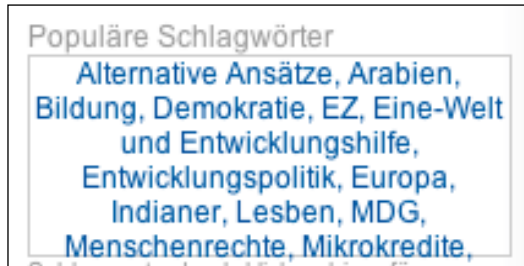 Populäre Schlagwörter
Alternative Ansätze, Arabien,
Bildung, Demokratie, EZ, Eine-Welt
und Entwicklungshilfe,
Entwicklungspolitik, Europa,
Indianer, Lesben, MDG,
Menschenrechte, Mikrokredite,